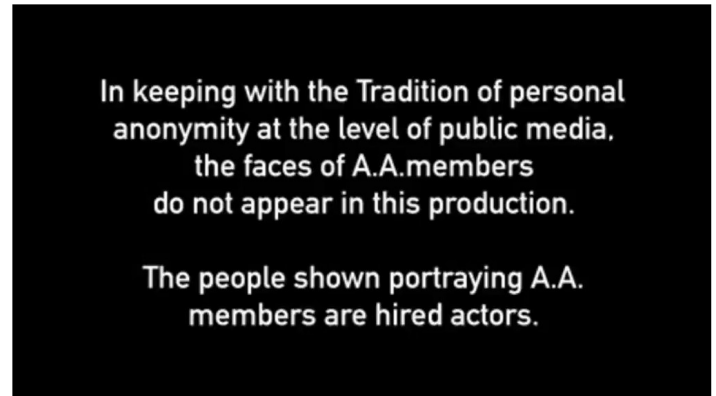 In keeping with the Tradition of personal
anonymity at the level of public media,
the faces of A.A.members
do not appear in this production.
The people shown portraying A.A.
members are hired actors.